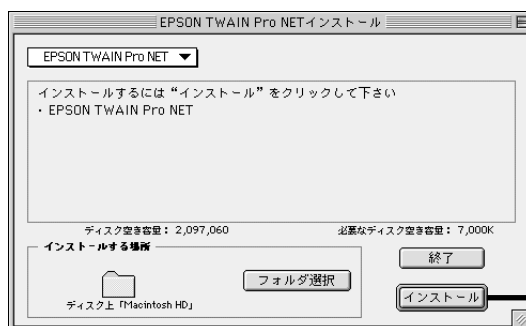 EPSON TWAIN Pro NETインストール
EPSON TWAIN Pro NET
インストールするには“インストール”をクリックして下さい
・EPSON TWAIN Pro NET
ディスク空き容量： 2,097,060
必要なディスク空き容量： 7,000K
インストールする場所
終了
フォルダ選択
インストール
ディスク上「Macintosh HD」